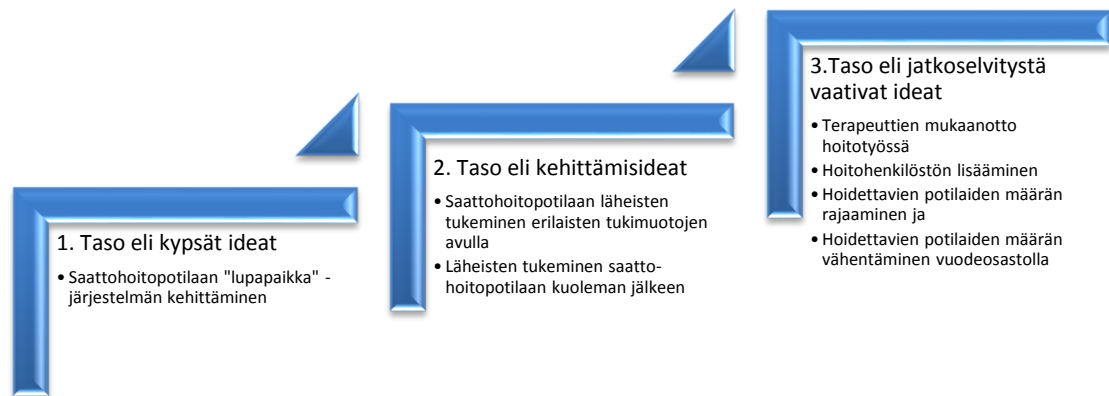 1. Taso eli kypsät ideat
• Saattohoitopotilaan "lupapaikka" -
järjestelmän kehittäminen
2. Taso eli kehittämisideat
• Saattohoitopotilaan läheisten
tukeminen erilaisten tukimuotojen
avulla
• Läheisten tukeminen saatto-
hoitopotilaan kuoleman jälkeen
3.Taso eli jatkoselvitystä
vaativat ideat
• Terapeuttien mukaanotto
hoitotyössä
• Hoitohenkilöstön lisääminen
• Hoidettavien potilaiden määrän
rajaaminen ja
• Hoidettavien potilaiden määrän
vähentäminen vuodeosastolla